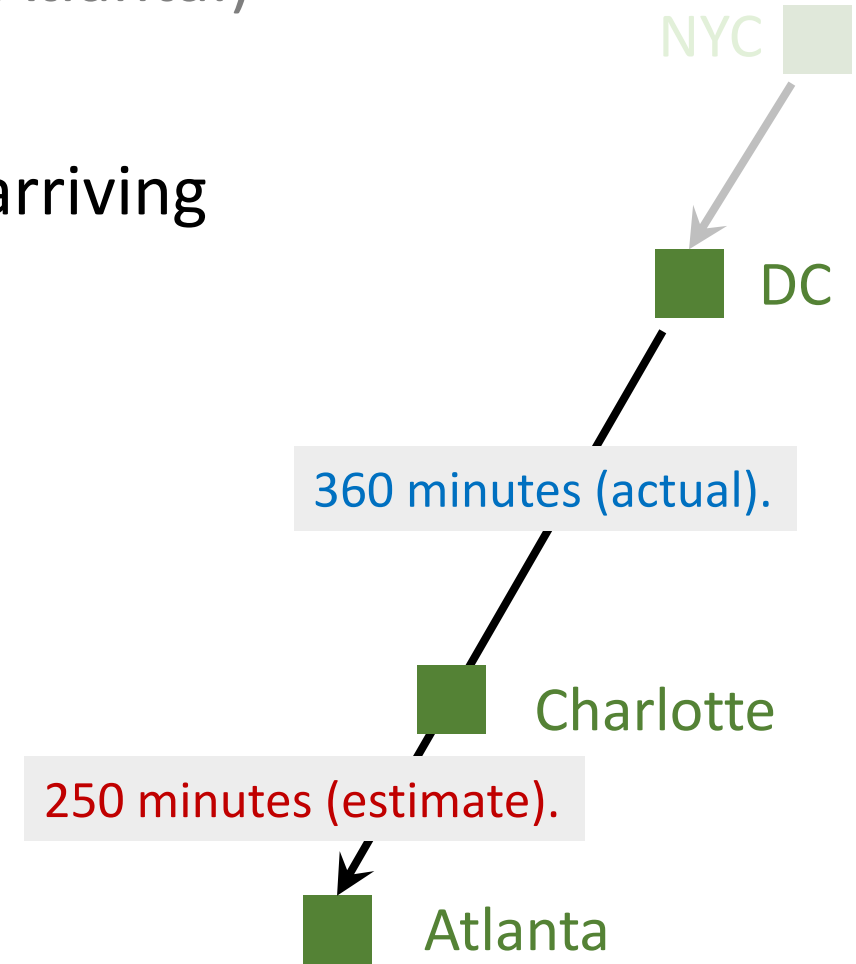 NYC
arriving
DC
360 minutes (actual).
Charlotte
250 minutes (estimate).
Atlanta